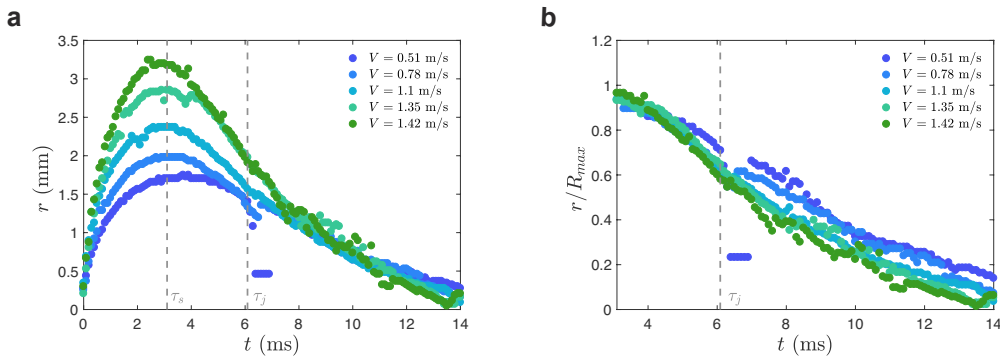 a
3.5
3
2.5
2
1.5
1
0.5
0
r (mm)
0 2 4 6 8 10 12 14
t (ms)
τs
τj
V = 0.51 m/s
V = 0.78 m/s
V = 1.1 m/s
V = 1.35 m/s
V = 1.42 m/s
b
1.2
1
0.8
0.6
0.4
0.2
0
r/Rmax
4 6 8 10 12 14
t (ms)
τj
V = 0.51 m/s
V = 0.78 m/s
V = 1.1 m/s
V = 1.35 m/s
V = 1.42 m/s